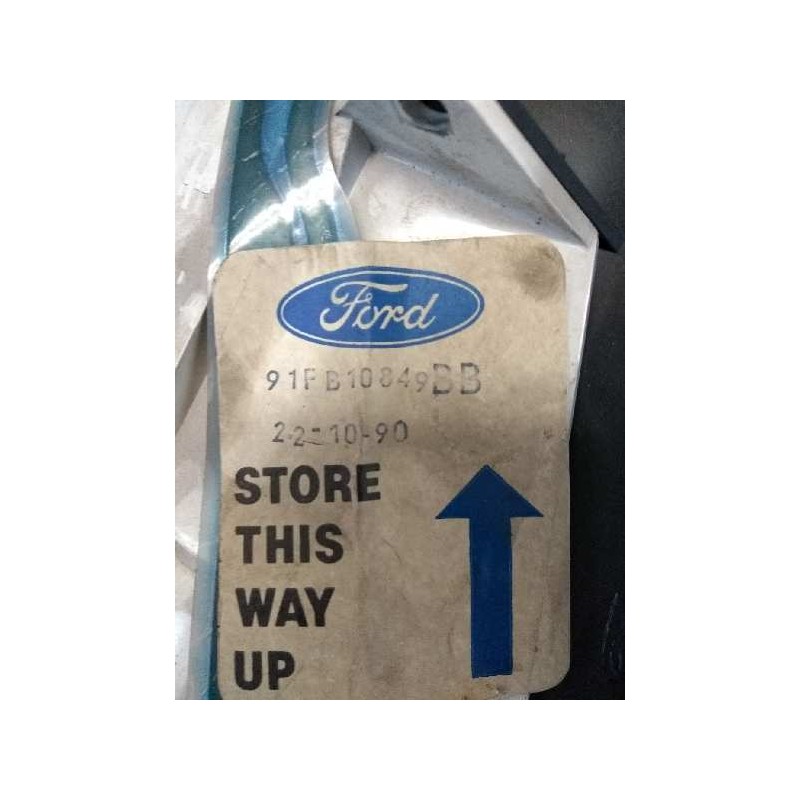 Ford
91FB10849BB
22-10-90
STORE
THIS
WAY
UP